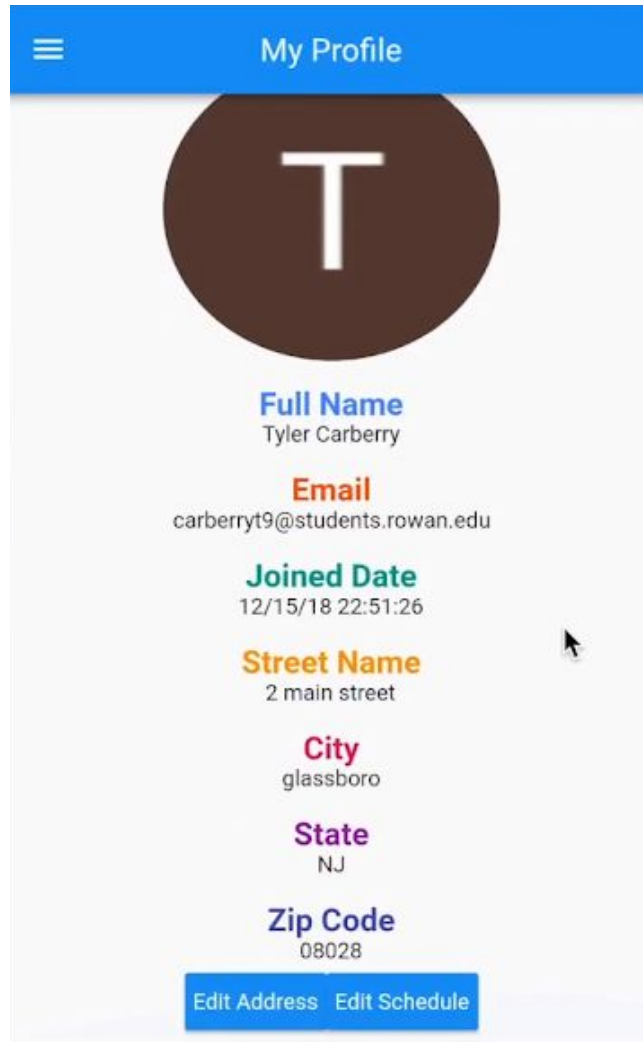 My Profile
T
Full Name
Tyler Carberry
Email
carberryt9@students.rowan.edu
Joined Date
12/15/18 22:51:26
Street Name
2 main street
City
glassboro
State
NJ
Zip Code
08028
Edit Address Edit Schedule